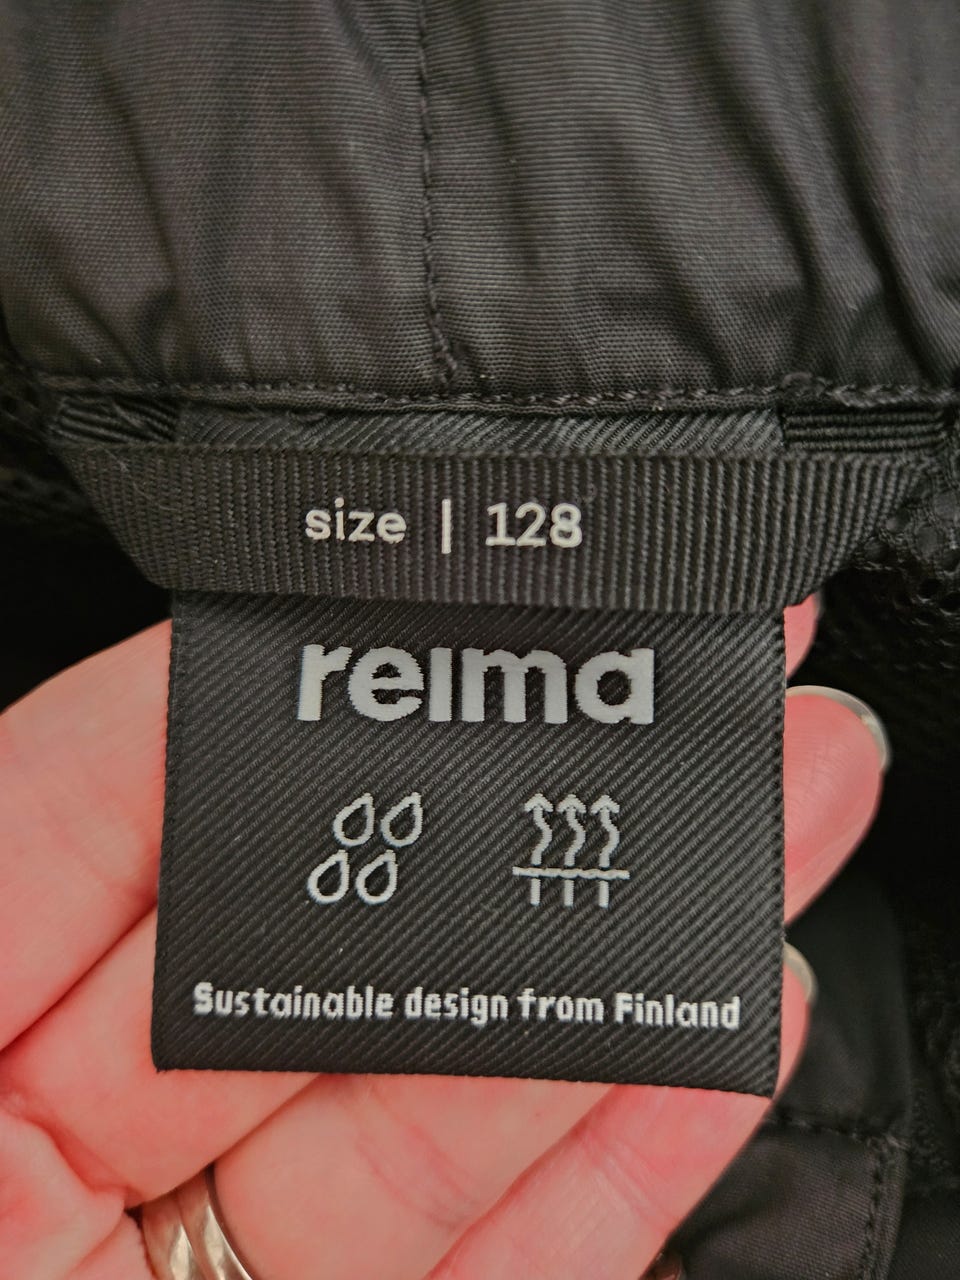 size | 128
reima
Sustainable design from Finland